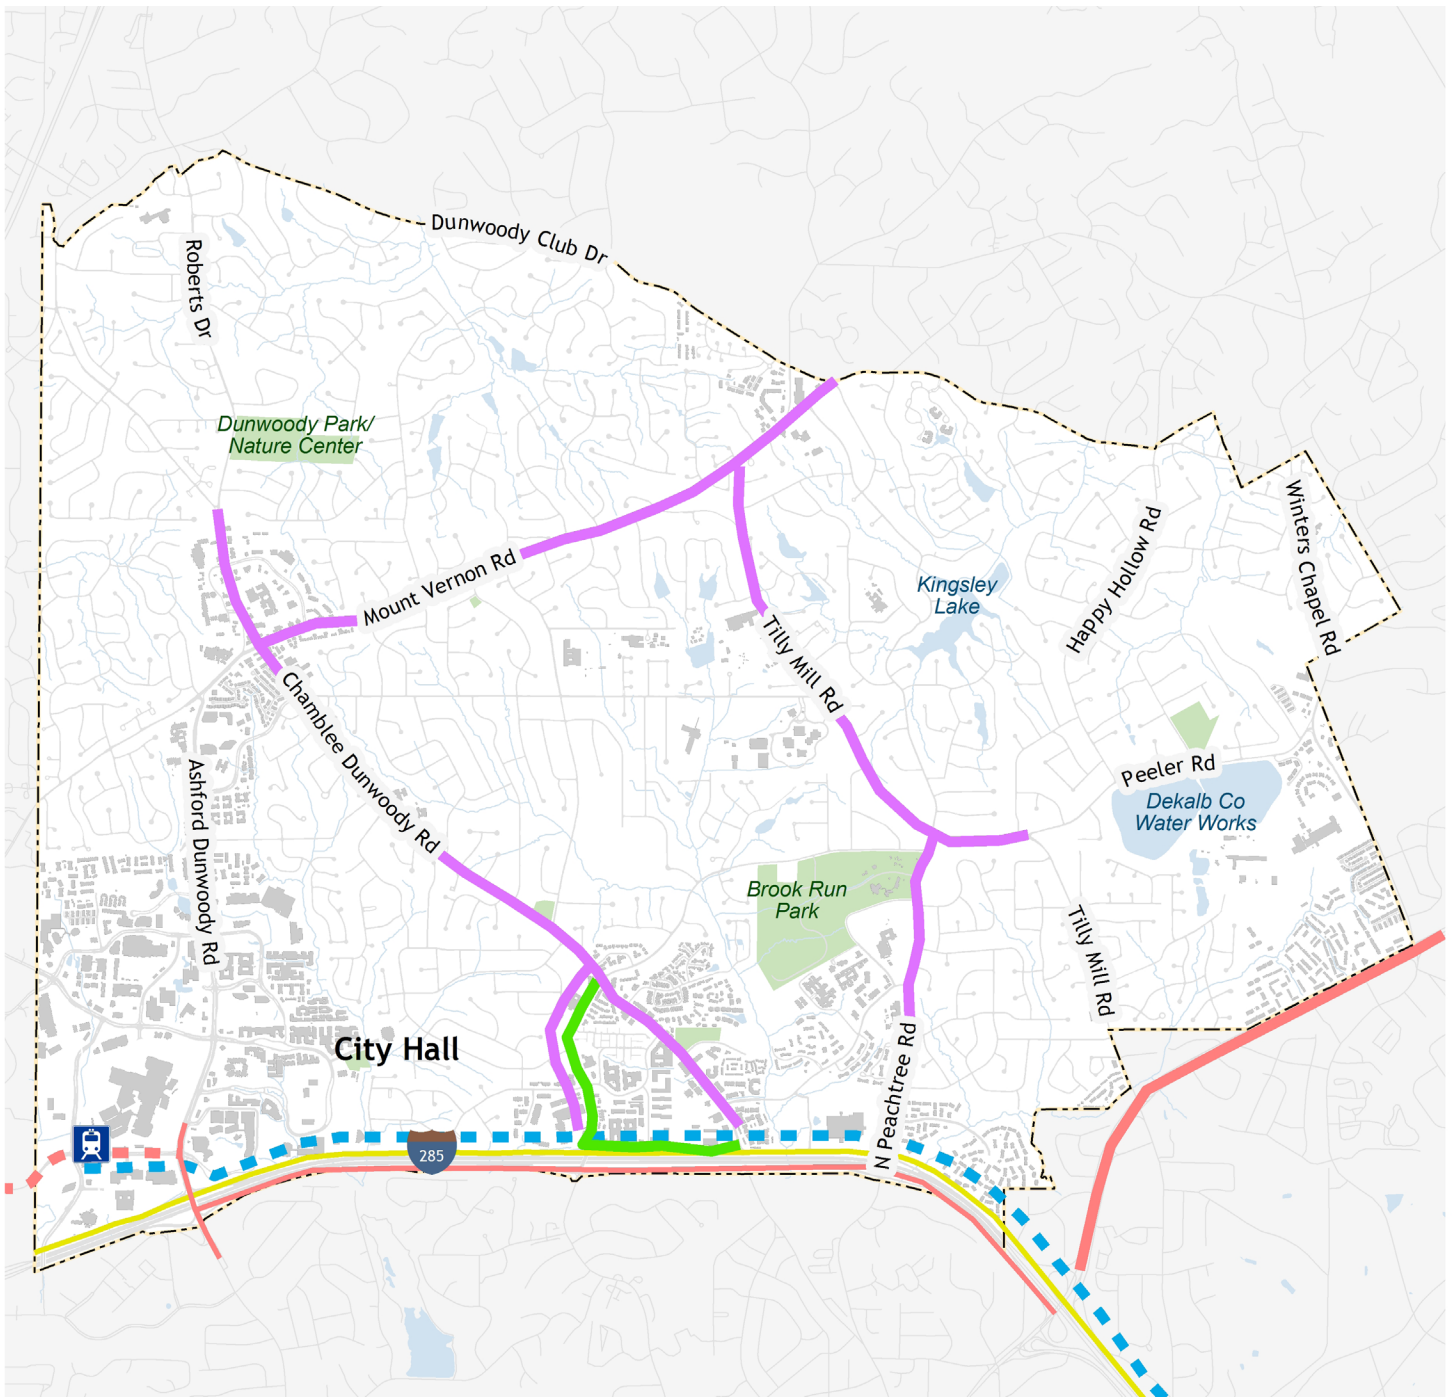 Dunwoody Club Dr
Roberts Dr
Dunwoody Park/
Nature Center
Winters Chapel Rd
Happy Hollow Rd
Mount Vernon Rd
Kingsley
Lake
Tilly Mill Rd
Chamblee Dunwoody Rd
Ashford Dunwoody Rd
Peeler Rd
Dekalb Co
Water Works
Brook Run
Park
Tilly Mill Rd
City Hall
N Peachtree Rd
285